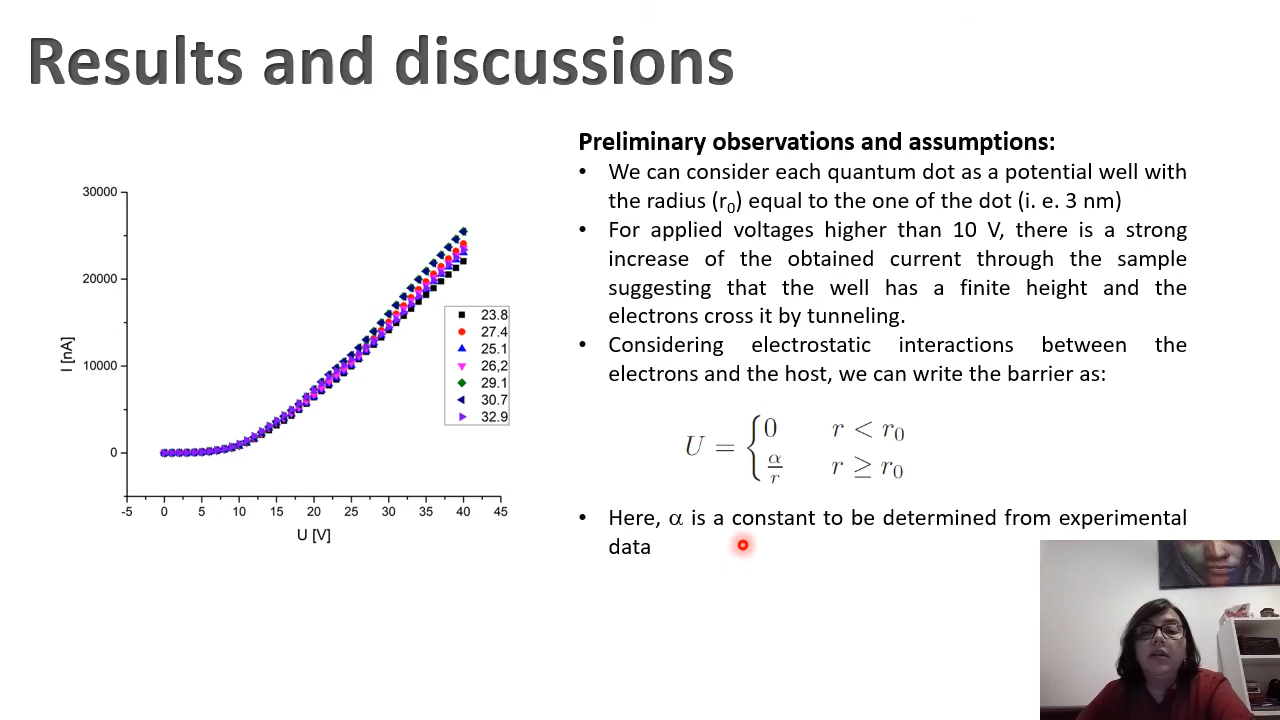 Results and discussions
30000
20000
10000
0
I [nA]
-5 0 5 10 15 20 25 30 35 40 45
U [V]
23.8
27.4
25.1
26,2
29.1
30.7
32.9
Preliminary observations and assumptions:
• We can consider each quantum dot as a potential well with
the radius (r₀) equal to the one of the dot (i. e. 3 nm)
• For applied voltages higher than 10 V, there is a strong
increase of the obtained current through the sample
suggesting that the well has a finite height and the
electrons cross it by tunneling.
• Considering electrostatic interactions between the
electrons and the host, we can write the barrier as:
U = { 0 r < r₀
α/r r ≥ r₀
• Here, α is a constant to be determined from experimental
data